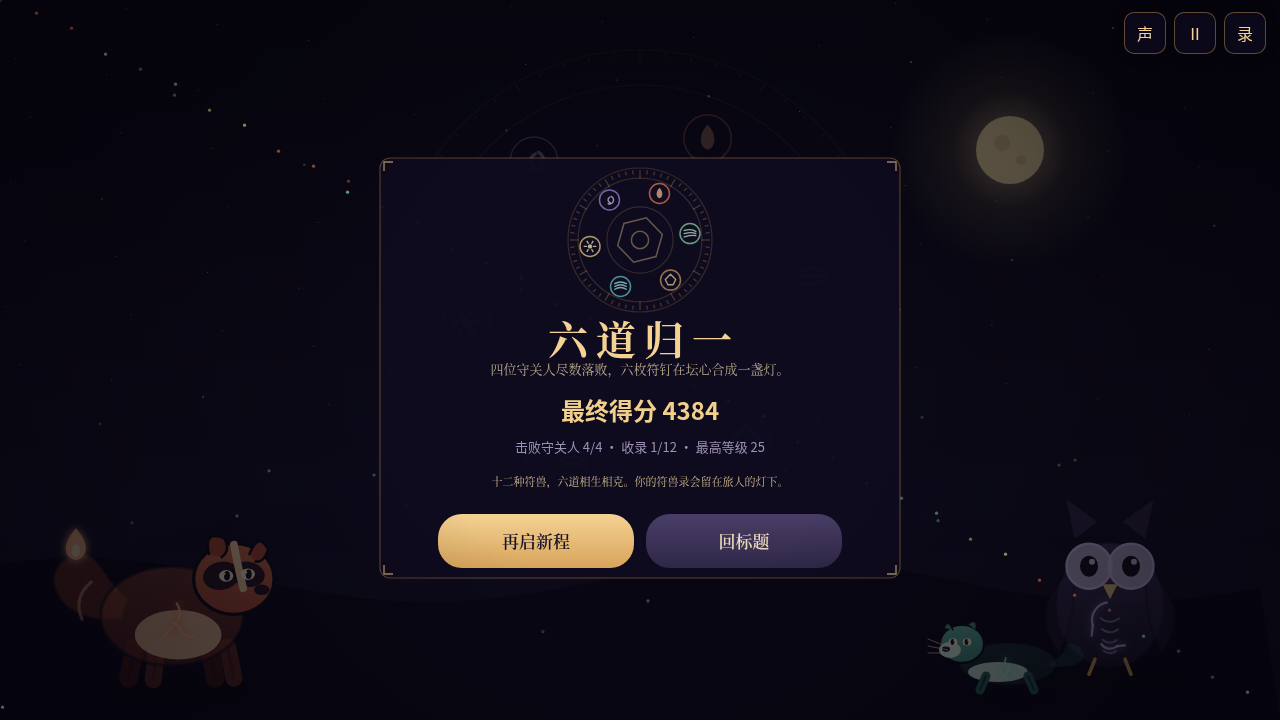 声 II 录
六道归一
四位守关人尽数落败，六枚符钉在坛心合成一盏灯。
最终得分 4384
击败守关人 4/4 · 收录 1/12 · 最高等级 25
十二种符兽，六道相生相克。你的符兽录会留在旅人的灯下。
再启新程 回标题